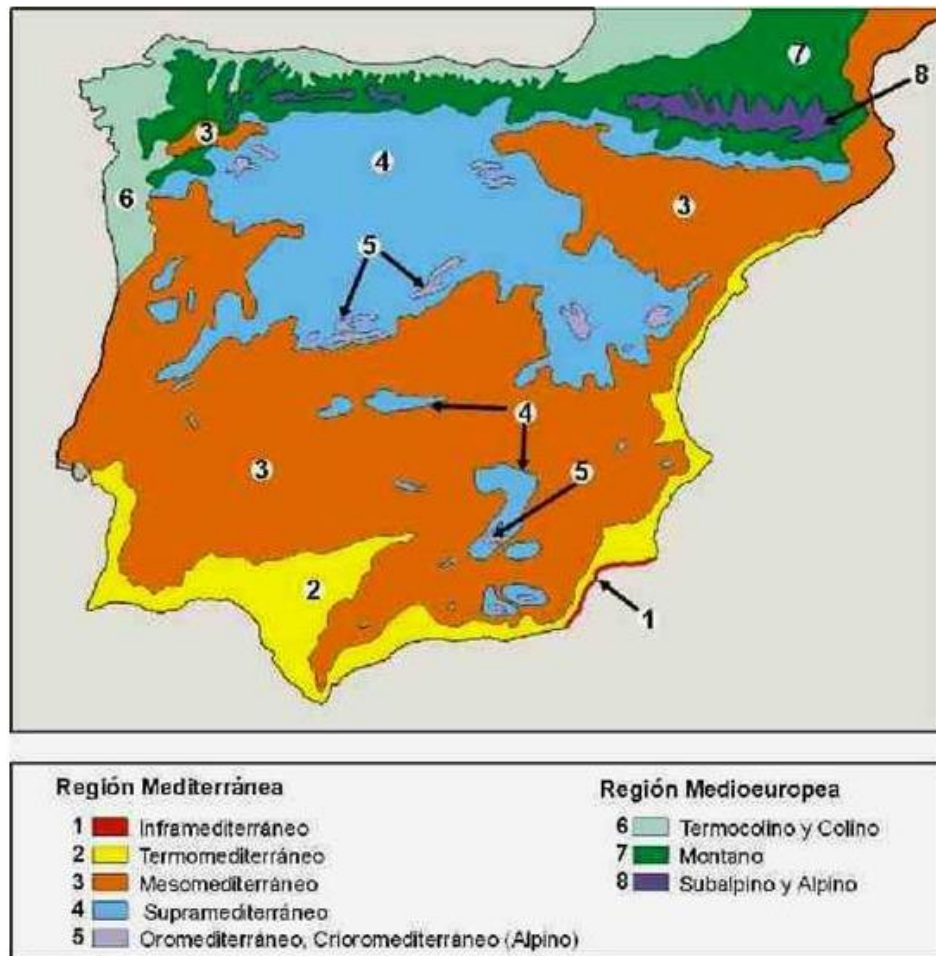 7
8
3
4
6
3
5
4
3
5
2
1
Región Mediterránea
1 Inframediterráneo
2 Termomediterráneo
3 Mesomediterráneo
4 Supramediterráneo
5 Oromediterráneo, Crioromediterráneo (Alpino)
Región Medioeuropea
6 Termocolino y Colino
7 Montano
8 Subalpino y Alpino